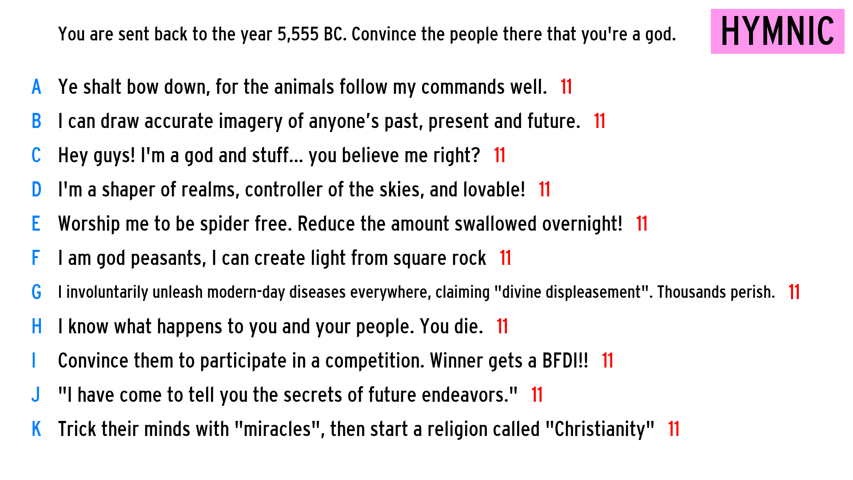 You are sent back to the year 5,555 BC. Convince the people there that you're a god.
HYMNIC
A Ye shalt bow down, for the animals follow my commands well. 11
B I can draw accurate imagery of anyone’s past, present and future. 11
C Hey guys! I'm a god and stuff... you believe me right? 11
D I'm a shaper of realms, controller of the skies, and lovable! 11
E Worship me to be spider free. Reduce the amount swallowed overnight! 11
F I am god peasants, I can create light from square rock 11
G I involuntarily unleash modern-day diseases everywhere, claiming "divine displeasement". Thousands perish. 11
H I know what happens to you and your people. You die. 11
I Convince them to participate in a competition. Winner gets a BFDI!! 11
J "I have come to tell you the secrets of future endeavors." 11
K Trick their minds with "miracles", then start a religion called "Christianity" 11